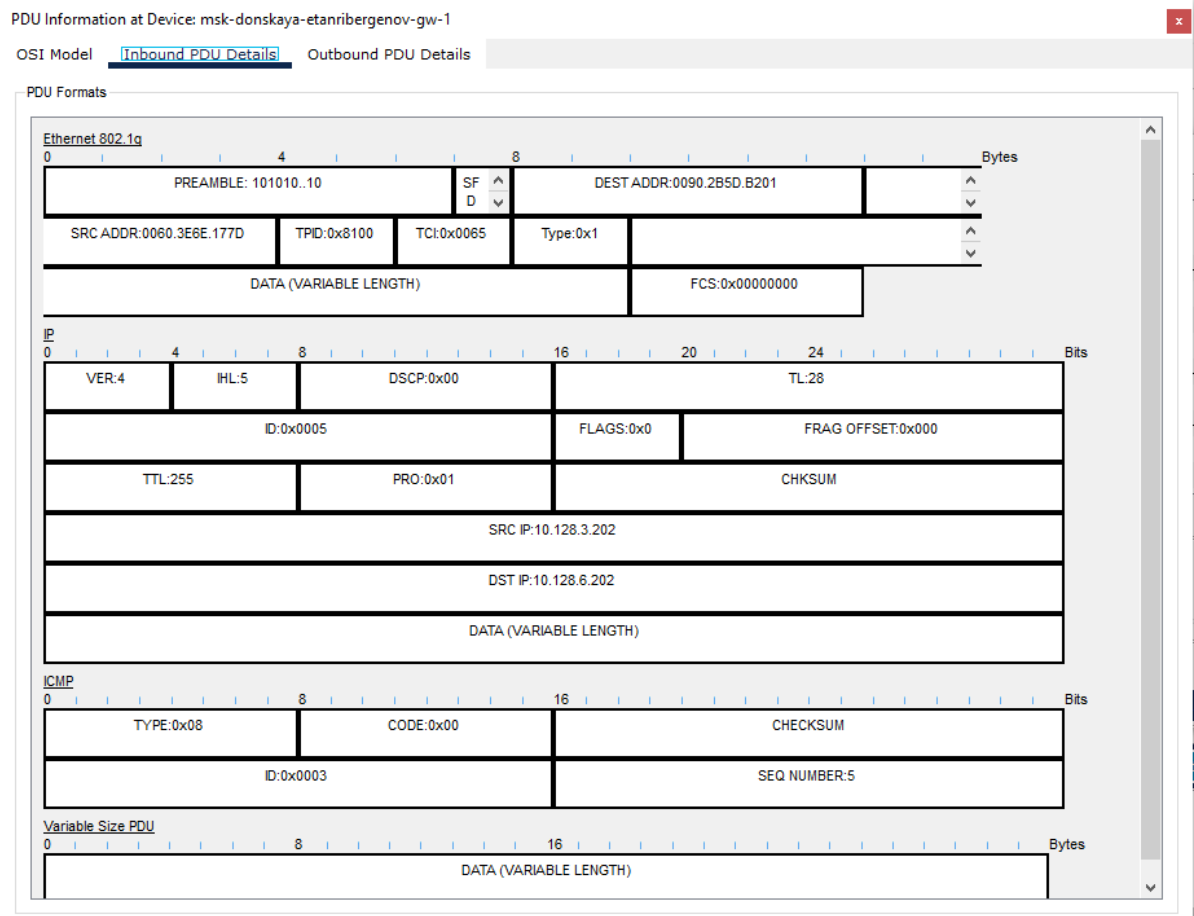 PDU Information at Device: msk-donskaya-etanribergenov-gw-1
x
OSI Model Inbound PDU Details Outbound PDU Details
PDU Formats
Ethernet 802.1q
0 4 8 Bytes
PREAMBLE: 101010..10 SF D DEST ADDR:0090.2B5D.B201
SRC ADDR:0060.3E6E.177D TPID:0x8100 TCI:0x0065 Type:0x1
DATA (VARIABLE LENGTH) FCS:0x00000000
IP
0 4 8 16 20 24 Bits
VER:4 IHL:5 DSCP:0x00 TL:28
ID:0x0005 FLAGS:0x0 FRAG OFFSET:0x000
TTL:255 PRO:0x01 CHKSUM
SRC IP:10.128.3.202
DST IP:10.128.6.202
DATA (VARIABLE LENGTH)
ICMP
0 8 16 Bits
TYPE:0x08 CODE:0x00 CHECKSUM
ID:0x0003 SEQ NUMBER:5
Variable Size PDU
0 8 16 Bytes
DATA (VARIABLE LENGTH)